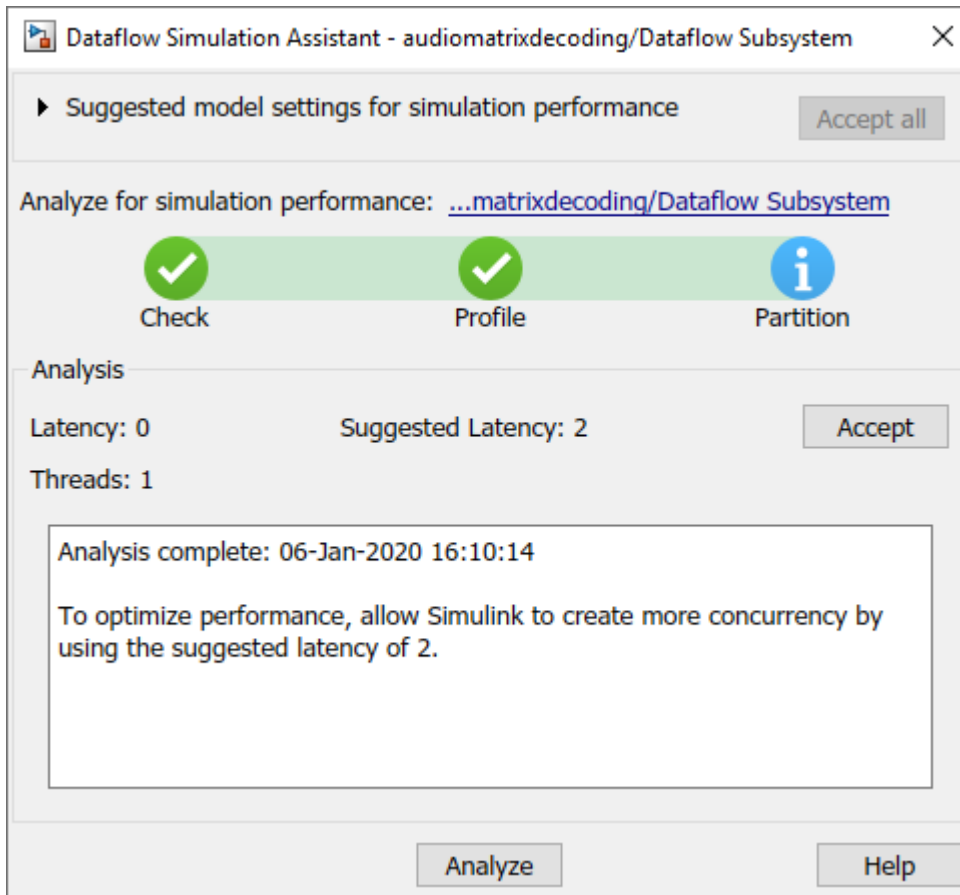 Dataflow Simulation Assistant - audiomatrixdecoding/Dataflow Subsystem
Suggested model settings for simulation performance
Accept all
Analyze for simulation performance: ...matrixdecoding/Dataflow Subsystem
Check Profile Partition
Analysis
Latency: 0 Suggested Latency: 2 Accept
Threads: 1
Analysis complete: 06-Jan-2020 16:10:14
To optimize performance, allow Simulink to create more concurrency by
using the suggested latency of 2.
Analyze Help